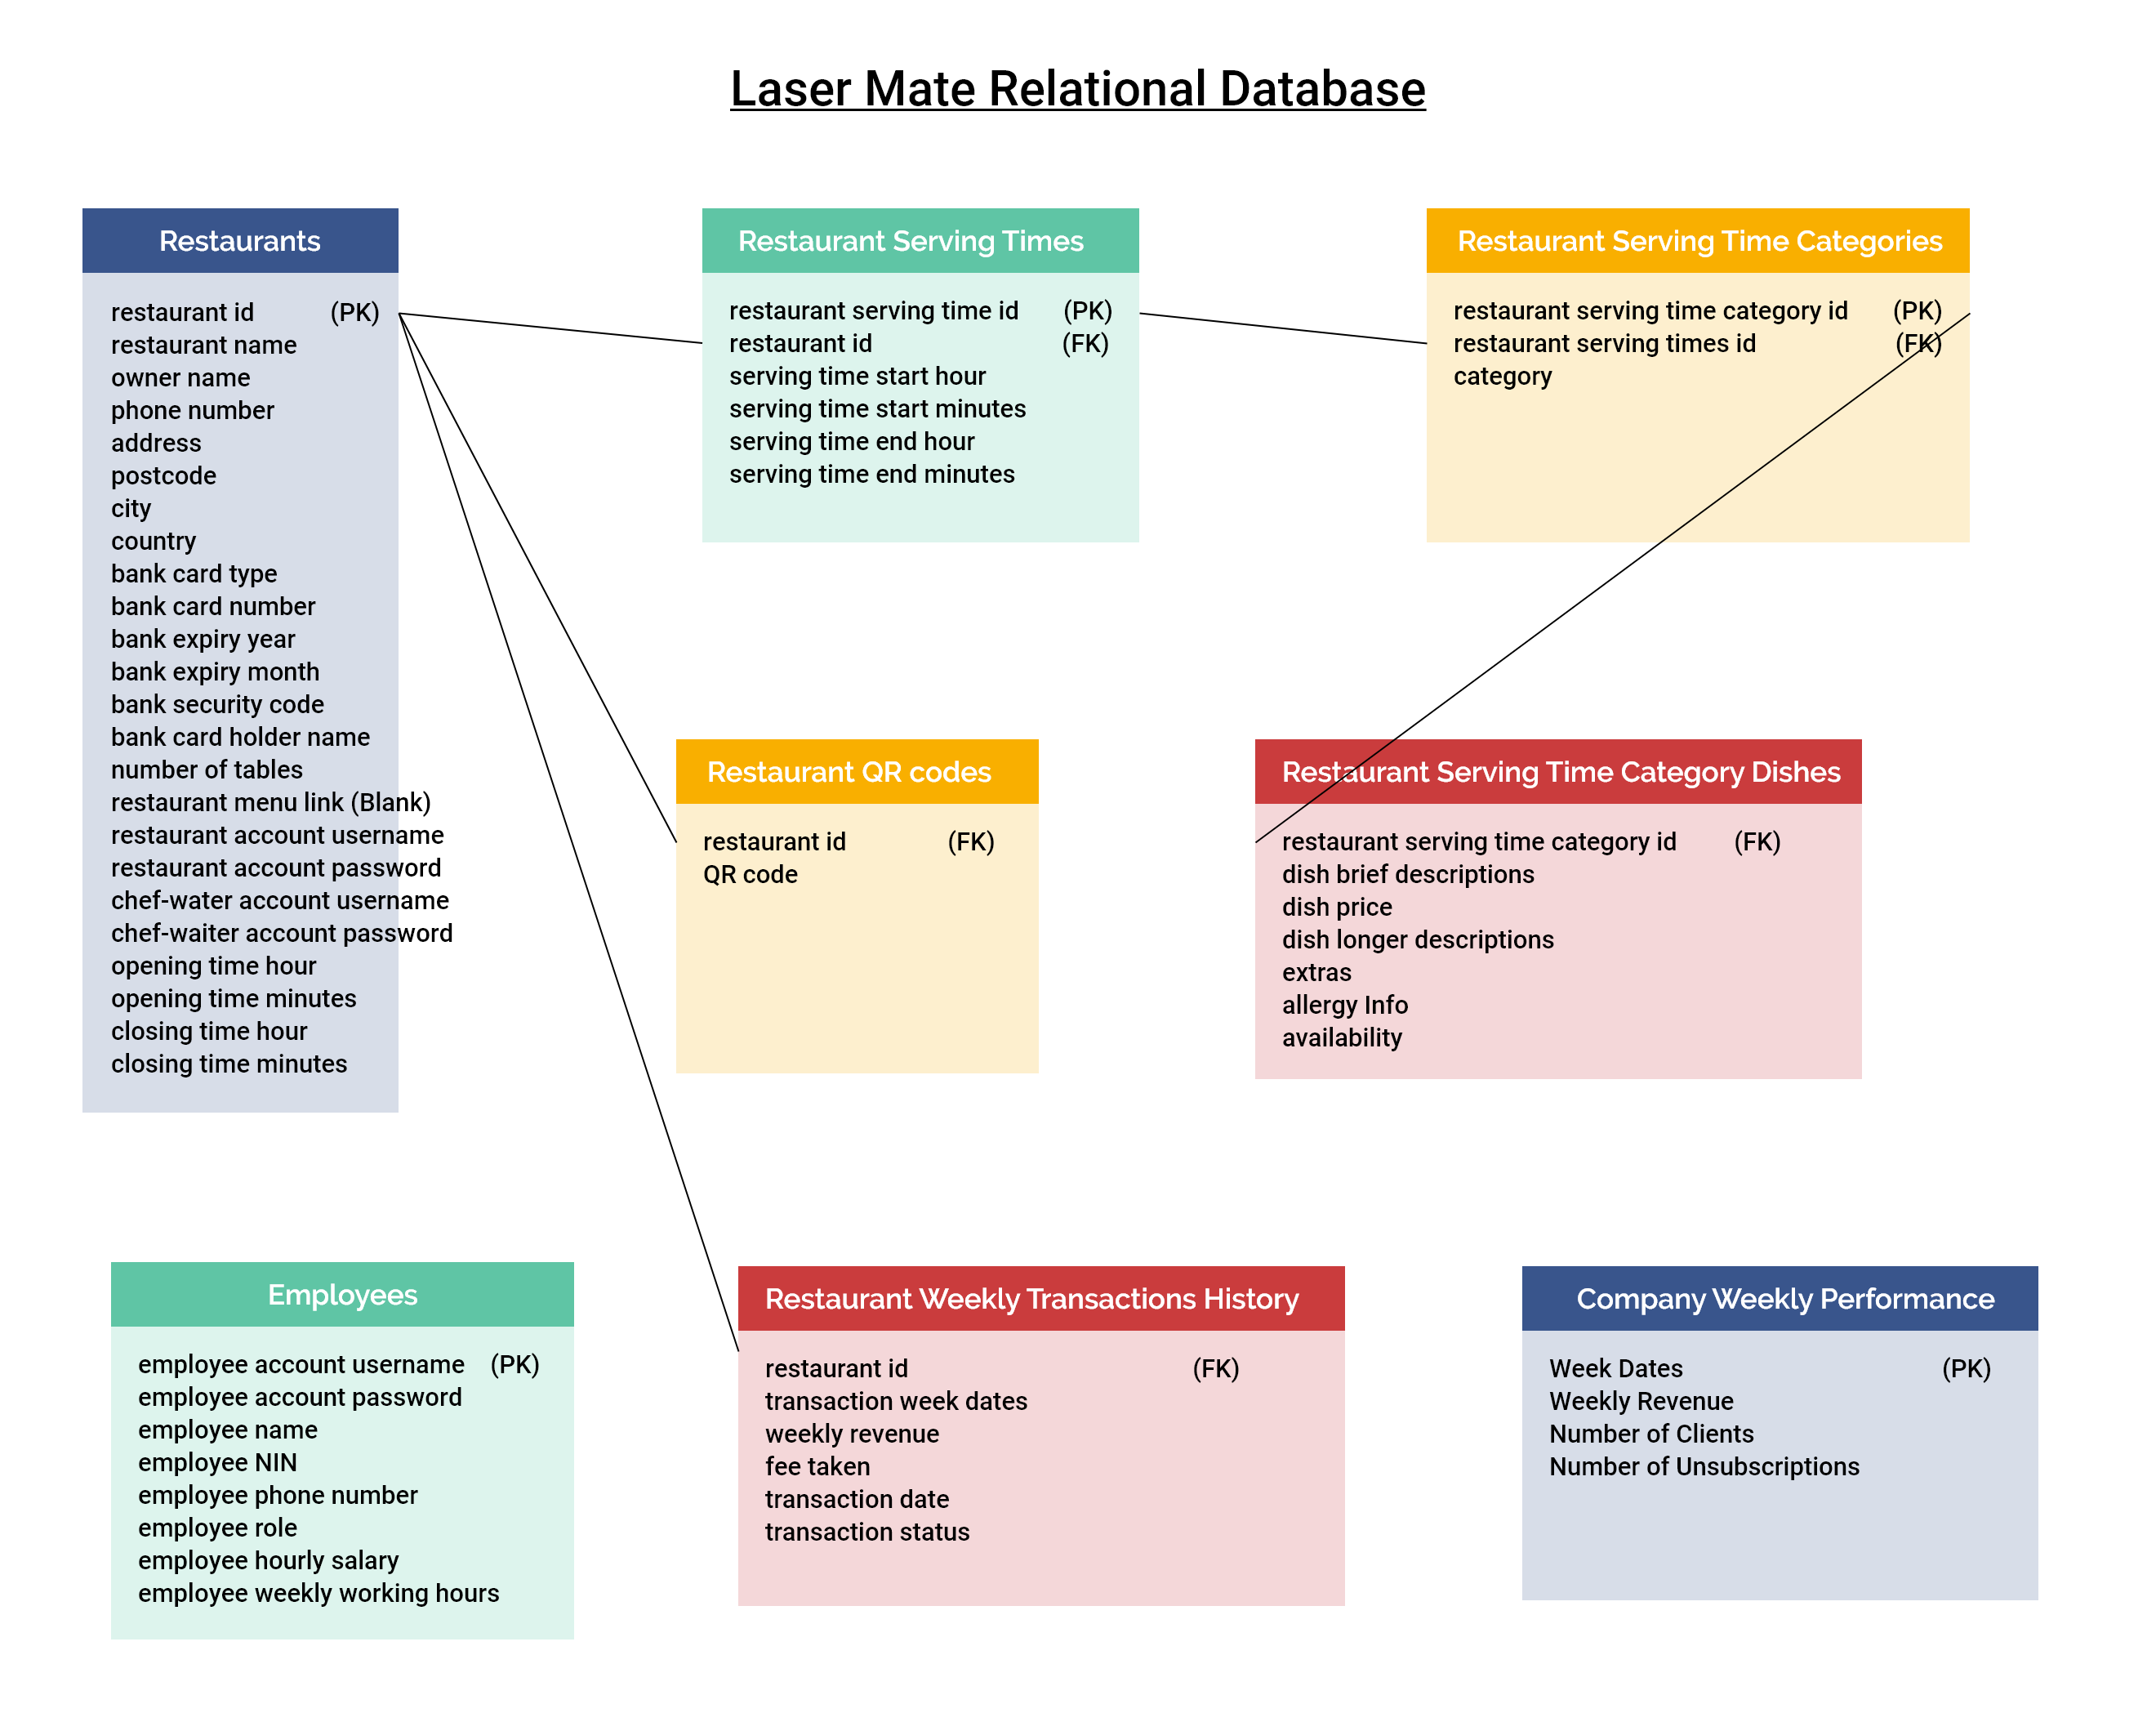 Laser Mate Relational Database
Restaurants
restaurant id (PK)
restaurant name
owner name
phone number
address
postcode
city
country
bank card type
bank card number
bank expiry year
bank expiry month
bank security code
bank card holder name
number of tables
restaurant menu link (Blank)
restaurant account username
restaurant account password
chef-water account username
chef-waiter account password
opening time hour
opening time minutes
closing time hour
closing time minutes
Restaurant Serving Times
restaurant serving time id (PK)
restaurant id (FK)
serving time start hour
serving time start minutes
serving time end hour
serving time end minutes
Restaurant Serving Time Categories
restaurant serving time category id (PK)
restaurant serving times id (FK)
category
Restaurant QR codes
restaurant id (FK)
QR code
Restaurant Serving Time Category Dishes
restaurant serving time category id (FK)
dish brief descriptions
dish price
dish longer descriptions
extras
allergy Info
availability
Employees
employee account username (PK)
employee account password
employee name
employee NIN
employee phone number
employee role
employee hourly salary
employee weekly working hours
Restaurant Weekly Transactions History
restaurant id (FK)
transaction week dates
weekly revenue
fee taken
transaction date
transaction status
Company Weekly Performance
Week Dates (PK)
Weekly Revenue
Number of Clients
Number of Unsubscriptions